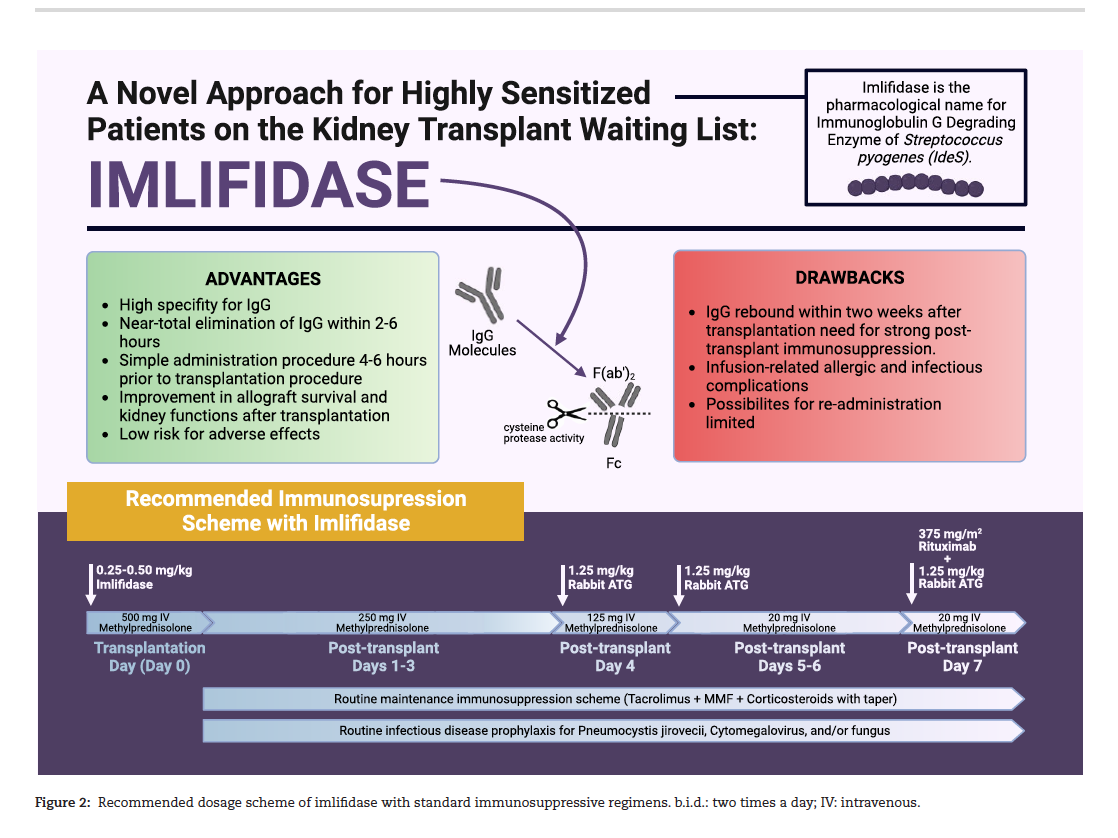 A Novel Approach for Highly Sensitized
Patients on the Kidney Transplant Waiting List:
IMLIFIDASE
Imlifidase is the
pharmacological name for
Immunoglobulin G Degrading
Enzyme of Streptococcus
pyogenes (IdeS).
ADVANTAGES
• High specifity for IgG
• Near-total elimination of IgG within 2-6
hours
• Simple administration procedure 4-6 hours
prior to transplantation procedure
• Improvement in allograft survival and
kidney functions after transplantation
• Low risk for adverse effects
IgG
Molecules
F(ab')2
cysteine
protease activity
Fc
DRAWBACKS
• IgG rebound within two weeks after
transplantation need for strong post-
transplant immunosuppression.
• Infusion-related allergic and infectious
complications
• Possibilites for re-administration
limited
Recommended Immunosupression
Scheme with Imlifidase
0.25-0.50 mg/kg
Imlifidase
1.25 mg/kg
Rabbit ATG
1.25 mg/kg
Rabbit ATG
375 mg/m²
Rituximab
+
1.25 mg/kg
Rabbit ATG
500 mg IV
Methylprednisolone
250 mg IV
Methylprednisolone
125 mg IV
Methylprednisolone
20 mg IV
Methylprednisolone
20 mg IV
Methylprednisolone
Transplantation
Day (Day 0)
Post-transplant
Days 1-3
Post-transplant
Day 4
Post-transplant
Days 5-6
Post-transplant
Day 7
Routine maintenance immunosuppression scheme (Tacrolimus + MMF + Corticosteroids with taper)
Routine infectious disease prophylaxis for Pneumocystis jirovecii, Cytomegalovirus, and/or fungus
Figure 2: Recommended dosage scheme of imlifidase with standard immunosuppressive regimens. b.i.d.: two times a day; IV: intravenous.